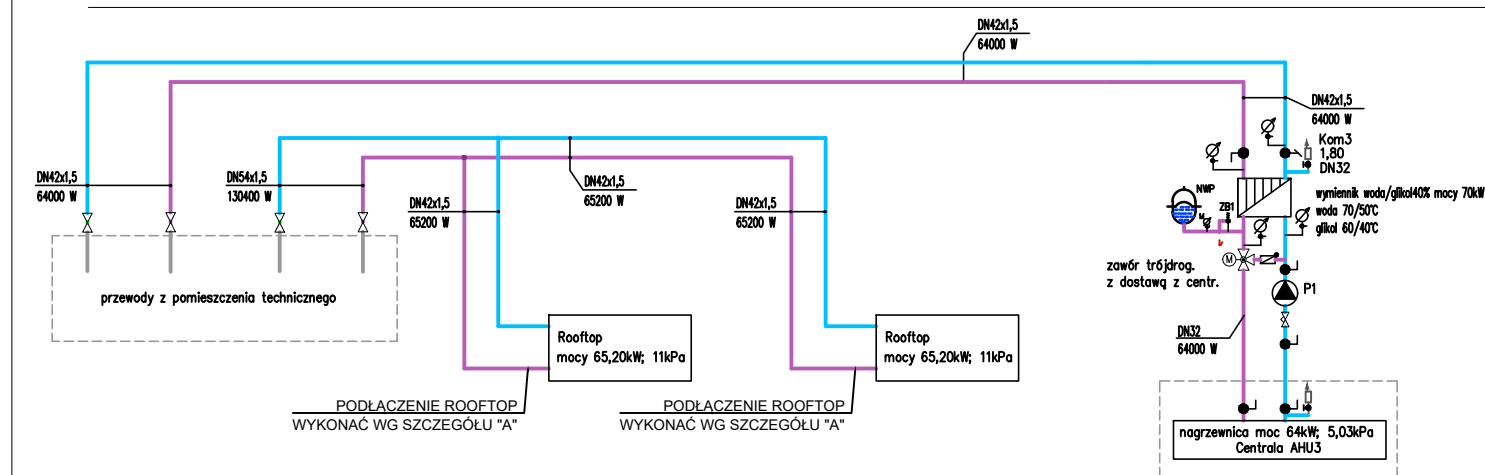 DN42x1,5
64000 W
DN42x1,5
64000 W
Kom3
1,80
DN32
DN42x1,5
64000 W
DN54x1,5
130400 W
DN42x1,5
65200 W
DN42x1,5
65200 W
DN42x1,5
65200 W
NWP
M
ZB1
wymiennik woda/glikol40% mocy 70kW
woda 70/50°C
glikol 60/40°C
zawór trójdrog.
z dostawą z centr.
M
P1
przewody z pomieszczenia technicznego
Rooftop
mocy 65,20kW; 11kPa
Rooftop
mocy 65,20kW; 11kPa
DN32
64000 W
PODŁĄCZENIE ROOFTOP
WYKONAĆ WG SZCZEGÓŁU "A"
PODŁĄCZENIE ROOFTOP
WYKONAĆ WG SZCZEGÓŁU "A"
nagrzewnica moc 64kW; 5,03kPa
Centrala AHU3